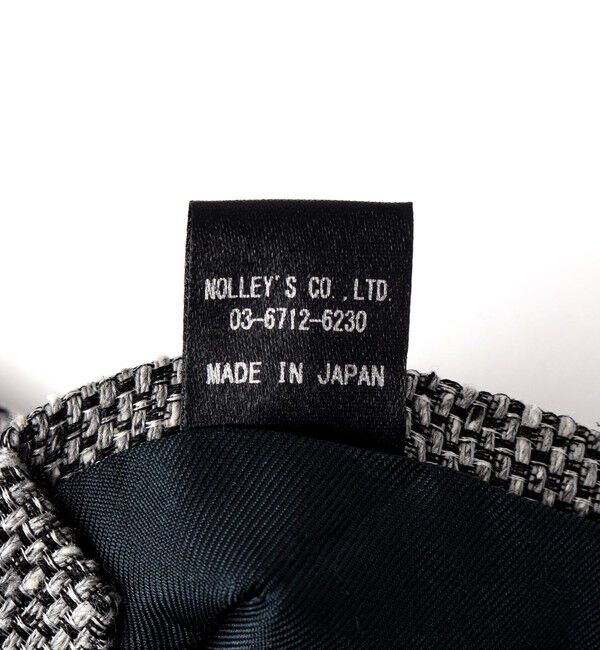 NOLLEY'S CO.,LTD.
03-6712-6230
MADE IN JAPAN